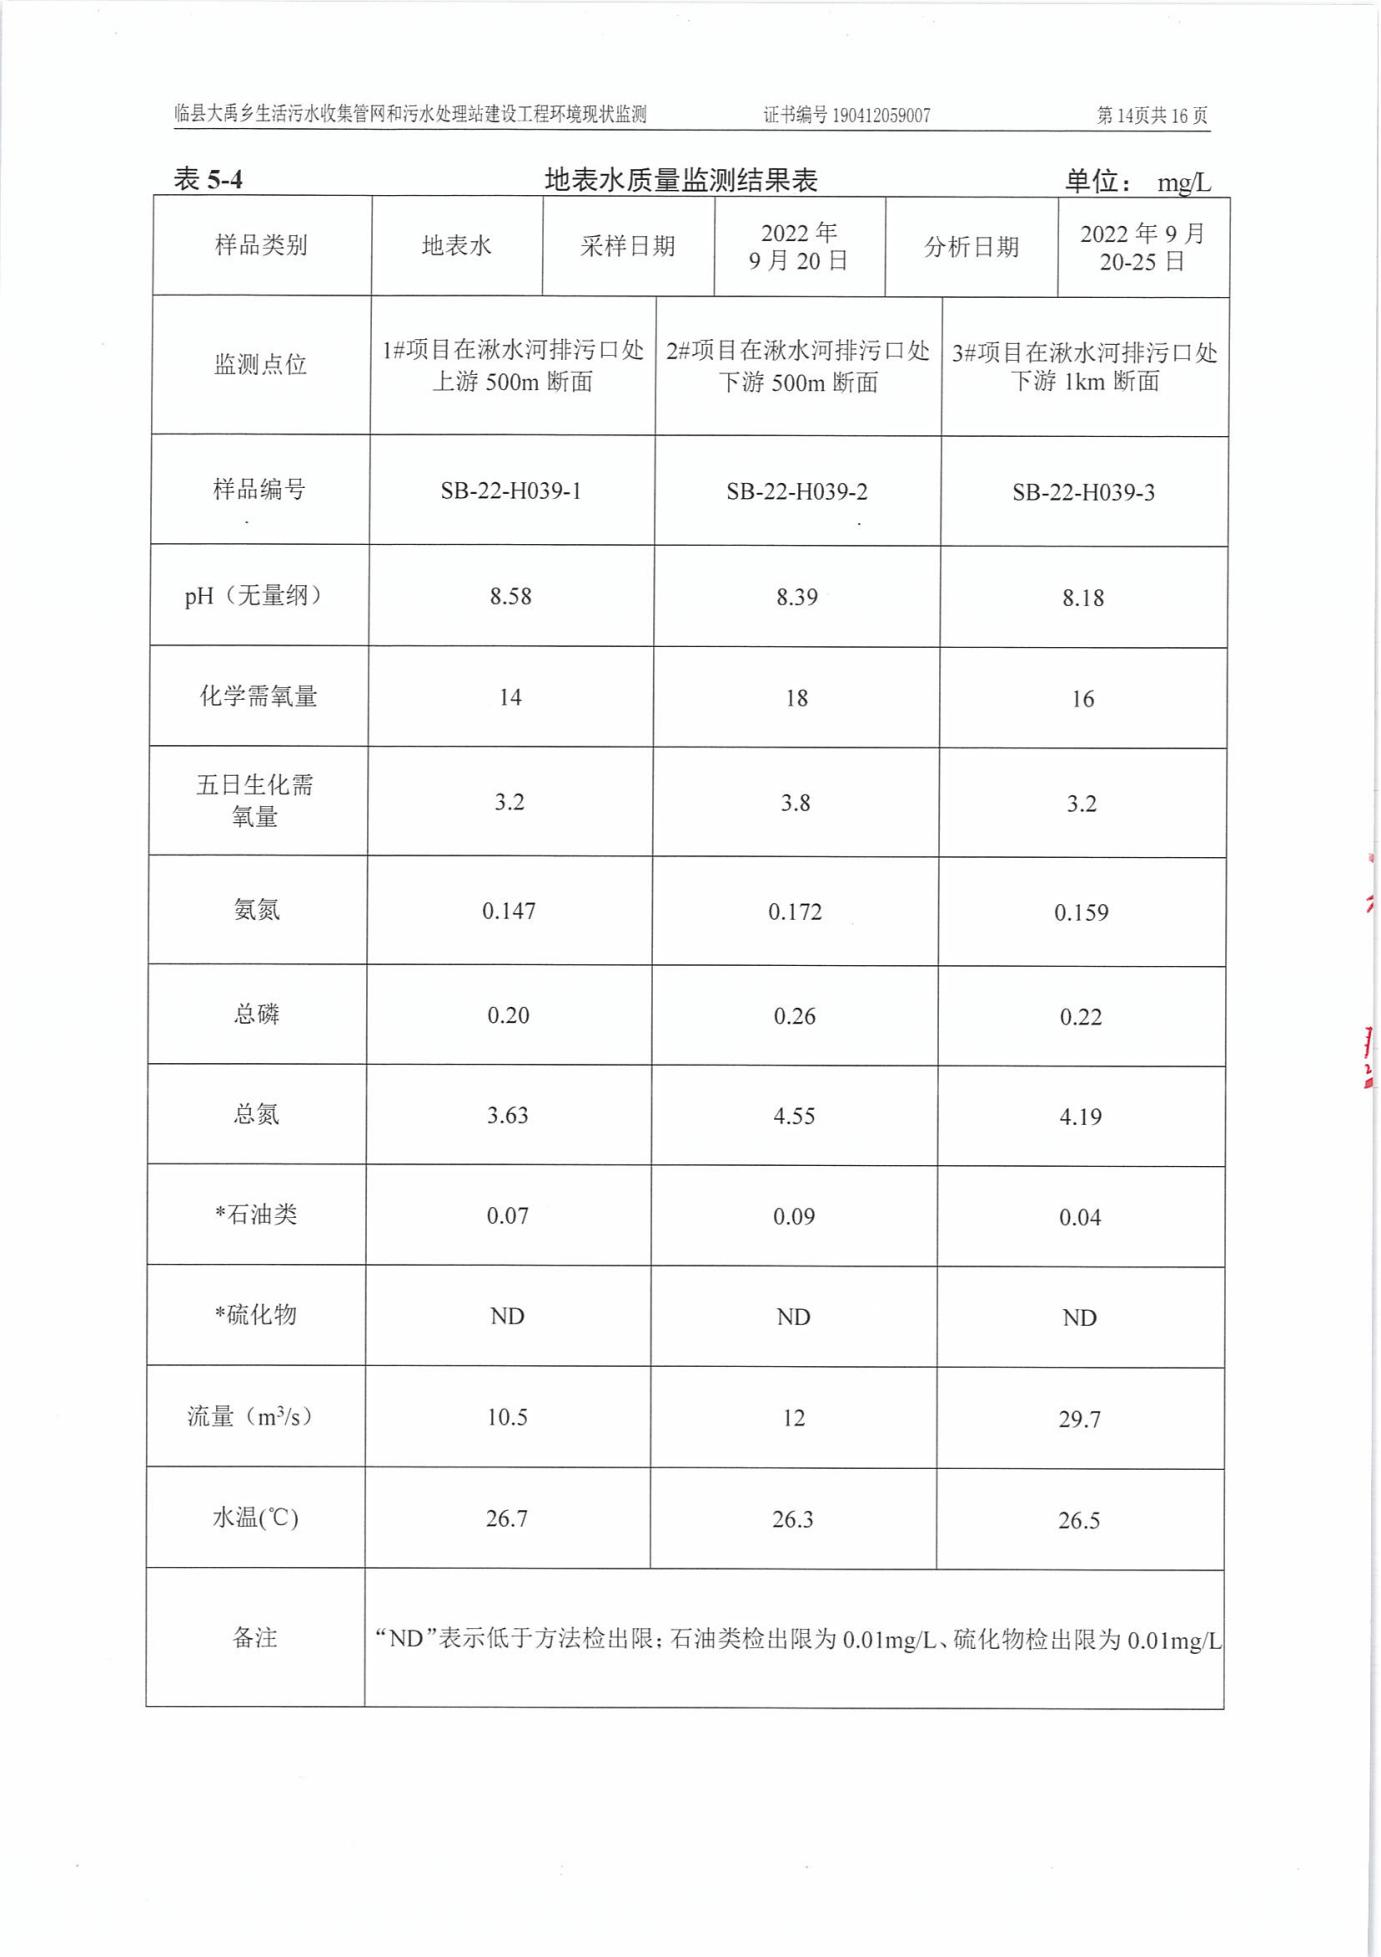 临县大禹乡生活污水收集管网和污水处理站建设工程环境现状监测 证书编号 190412059007 第 14页共 16 页
表 5-4 地表水质量监测结果表 单位： mg/L
样品类别 地表水 采样日期 2022 年 9 月 20 日 分析日期 2022 年 9 月 20-25 日
监测点位 1#项目在湫水河排污口处 2#项目在湫水河排污口处 3#项目在湫水河排污口处
上游 500m 断面 下游 500m 断面 下游 1km 断面
样品编号 SB-22-H039-1 SB-22-H039-2 SB-22-H039-3
pH（无量纲） 8.58 8.39 8.18
化学需氧量 14 18 16
五日生化需
氧量 3.2 3.8 3.2
氨氮 0.147 0.172 0.159
总磷 0.20 0.26 0.22
总氮 3.63 4.55 4.19
*石油类 0.07 0.09 0.04
*硫化物 ND ND ND
流量（m³/s） 10.5 12 29.7
水温(℃) 26.7 26.3 26.5
备注 “ND”表示低于方法检出限；石油类检出限为 0.01mg/L、硫化物检出限为 0.01mg/L